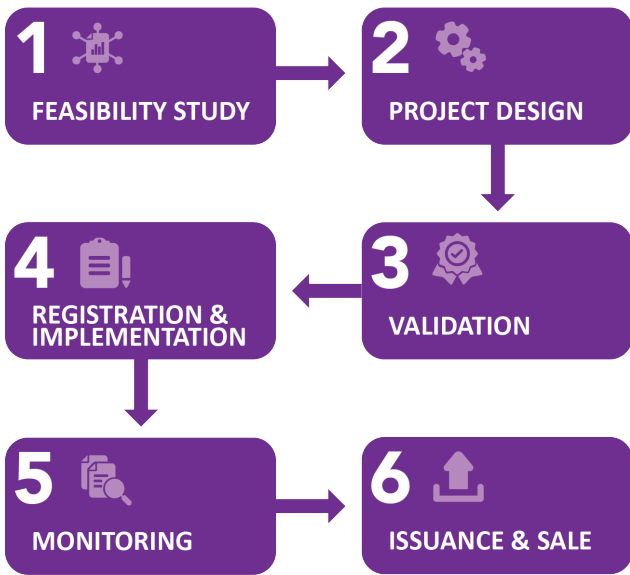 1
FEASIBILITY STUDY
2
PROJECT DESIGN
3
VALIDATION
4
REGISTRATION &
IMPLEMENTATION
5
MONITORING
6
ISSUANCE & SALE